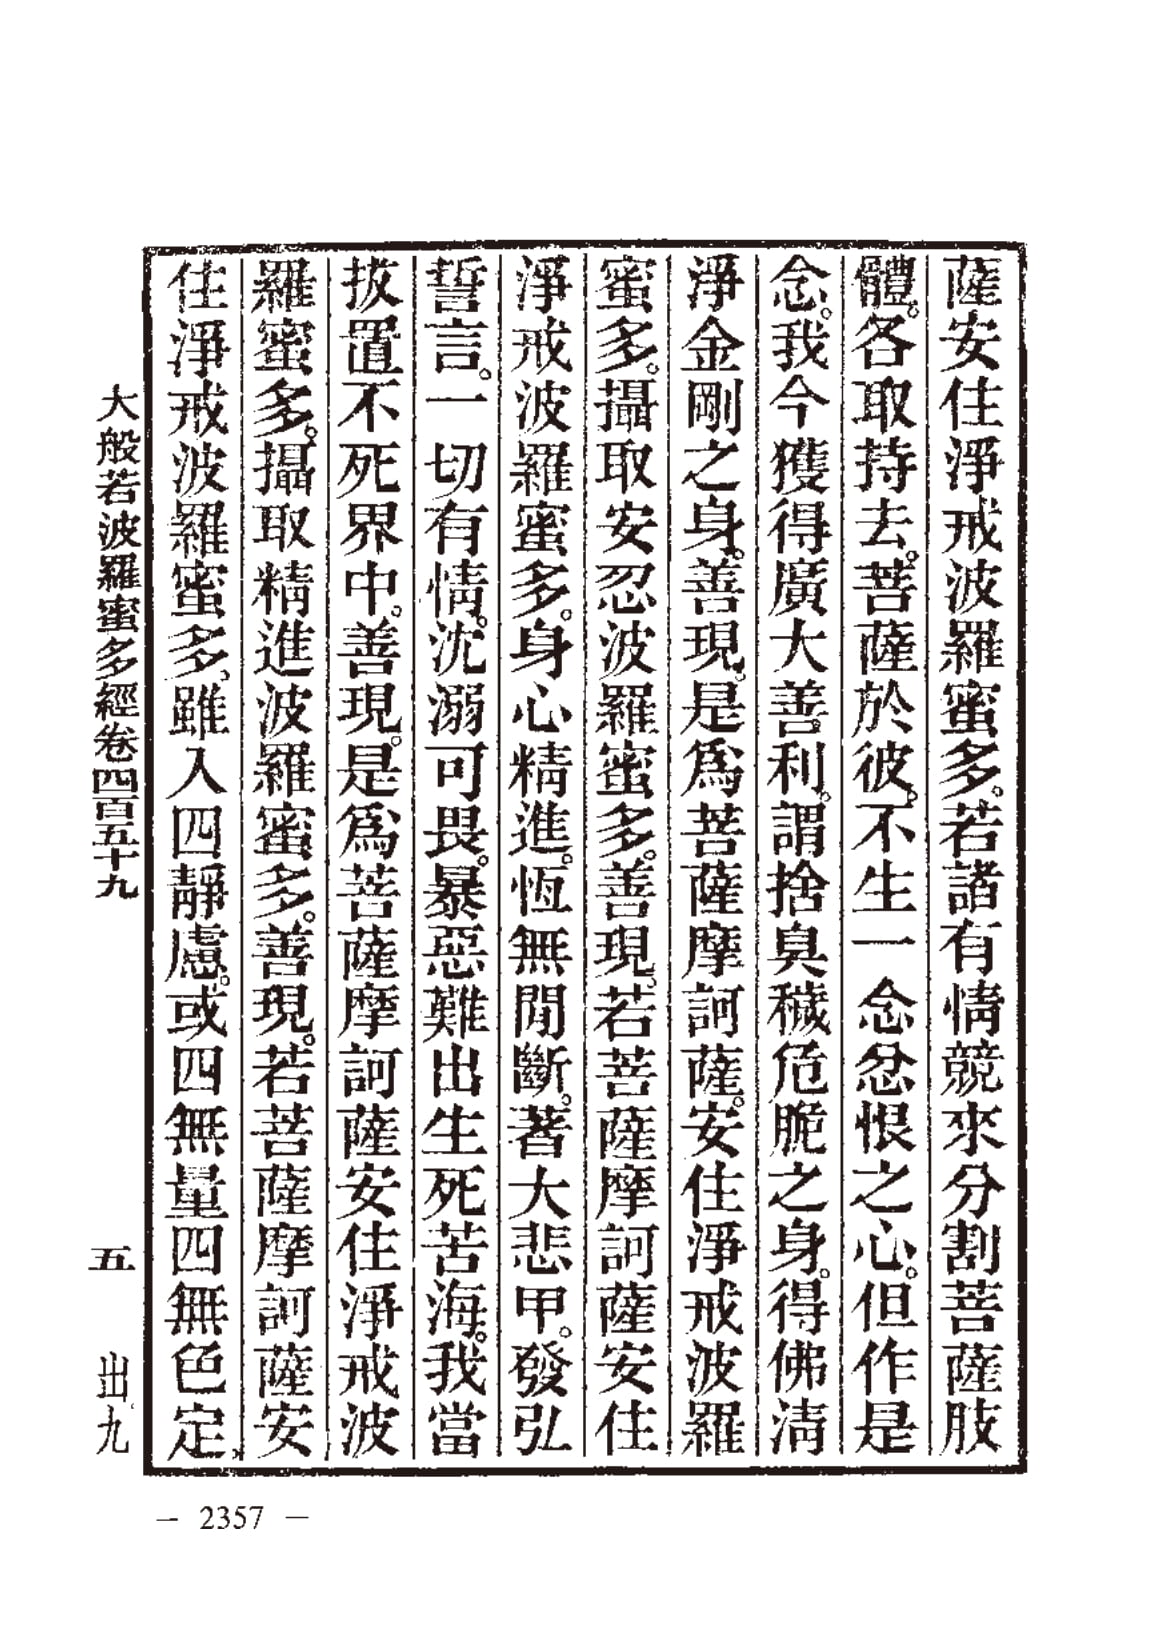 薩安住淨戒波羅蜜多。若諸有情競來分割菩薩肢
體。各取持去。菩薩於彼。不生一念忿恨之心。但作是
念。我今獲得廣大善利。謂捨臭穢危脆之身。得佛淸
淨金剛之身。善現。是爲菩薩摩訶薩。安住淨戒波羅
蜜多。攝取安忍波羅蜜多。善現。若菩薩摩訶薩安住
淨戒波羅蜜多。身心精進。恆無閒斷。著大悲甲。發弘
誓言。一切有情。沈溺可畏。暴惡難出生死苦海。我當
拔置不死界中。善現。是爲菩薩摩訶薩安住淨戒波
羅蜜多。攝取精進波羅蜜多。善現。若菩薩摩訶薩安
住淨戒波羅蜜多、雖入四靜慮。或四無量四無色定、
大般若波羅蜜多經卷四百五十九 五 出九
— 2357 —